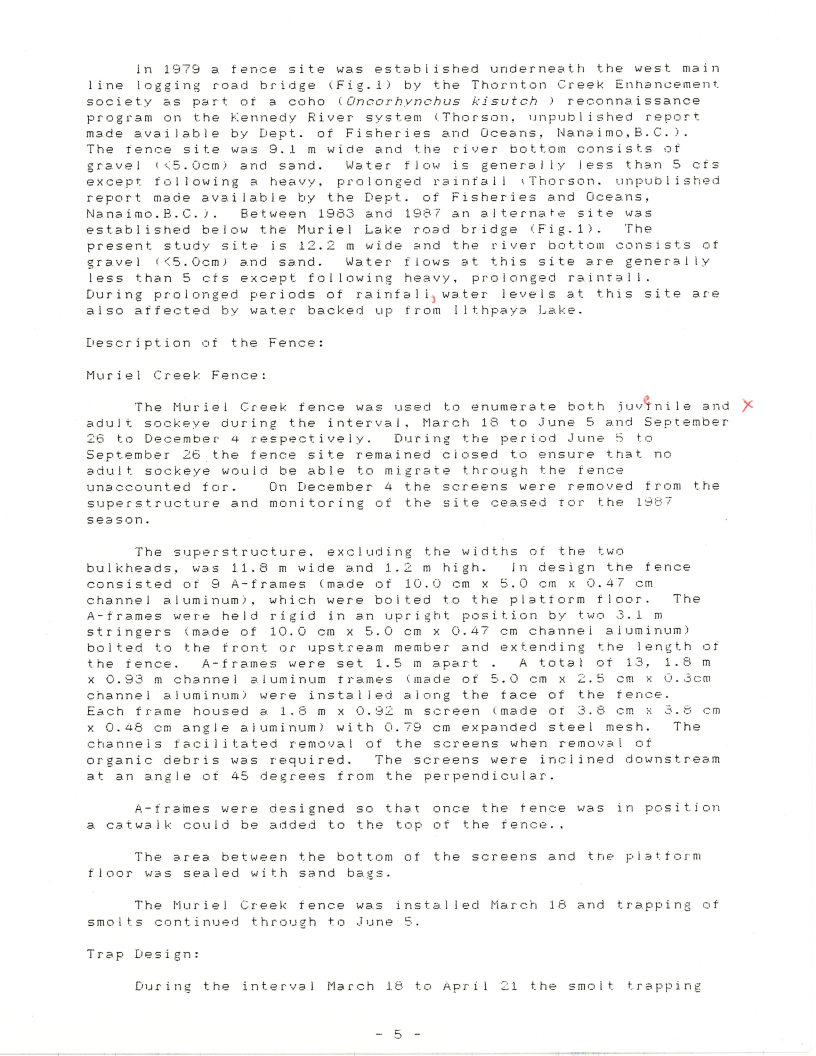 In 1979 a fence site was established underneath the west main
line logging road bridge (Fig.1) by the Thornton Creek Enhancement
society as part of a coho (Oncorhynchus kisutch ) reconnaissance
program on the Kennedy River system (Thorson, unpublished report
made available by Dept. of Fisheries and Oceans, Nanaimo,B.C.).
The fence site was 9.1 m wide and the river bottom consists of
gravel (<5.0cm) and sand.  Water flow is generally less than 5 cfs
except following a heavy, prolonged rainfall (Thorson, unpublished
report made available by the Dept. of Fisheries and Oceans,
Nanaimo.B.C.).  Between 1983 and 1987 an alternate site was
established below the Muriel Lake road bridge (Fig.1).  The
present study site is 12.2 m wide and the river bottom consists of
gravel (<5.0cm) and sand.  Water flows at this site are generally
less than 5 cfs except following heavy, prolonged rainfall.
During prolonged periods of rainfall, water levels at this site are
also affected by water backed up from Ilthpaya Lake.
Description of the Fence:
Muriel Creek Fence:
The Muriel Creek fence was used to enumerate both juvenile and x
adult sockeye during the interval, March 18 to June 5 and September
26 to December 4 respectively.  During the period June 5 to
September 26 the fence site remained closed to ensure that no
adult sockeye would be able to migrate through the fence
unaccounted for.  On December 4 the screens were removed from the
superstructure and monitoring of the site ceased for the 1987
season.
The superstructure, excluding the widths of the two
bulkheads, was 11.8 m wide and 1.2 m high.  In design the fence
consisted of 9 A-frames (made of 10.0 cm x 5.0 cm x 0.47 cm
channel aluminum), which were bolted to the platform floor.  The
A-frames were held rigid in an upright position by two 3.1 m
stringers (made of 10.0 cm x 5.0 cm x 0.47 cm channel aluminum)
bolted to the front or upstream member and extending the length of
the fence.  A-frames were set 1.5 m apart .  A total of 13, 1.8 m
x 0.93 m channel aluminum frames (made of 5.0 cm x 2.5 cm x 0.3cm
channel aluminum) were installed along the face of the fence.
Each frame housed a 1.8 m x 0.92 m screen (made of 3.8 cm x 3.8 cm
x 0.48 cm angle aluminum) with 0.79 cm expanded steel mesh.  The
channels facilitated removal of the screens when removal of
organic debris was required.  The screens were inclined downstream
at an angle of 45 degrees from the perpendicular.
A-frames were designed so that once the fence was in position
a catwalk could be added to the top of the fence..
The area between the bottom of the screens and the platform
floor was sealed with sand bags.
The Muriel Creek fence was installed March 18 and trapping of
smolts continued through to June 5.
Trap Design:
During the interval March 18 to April 21 the smolt trapping
- 5 -